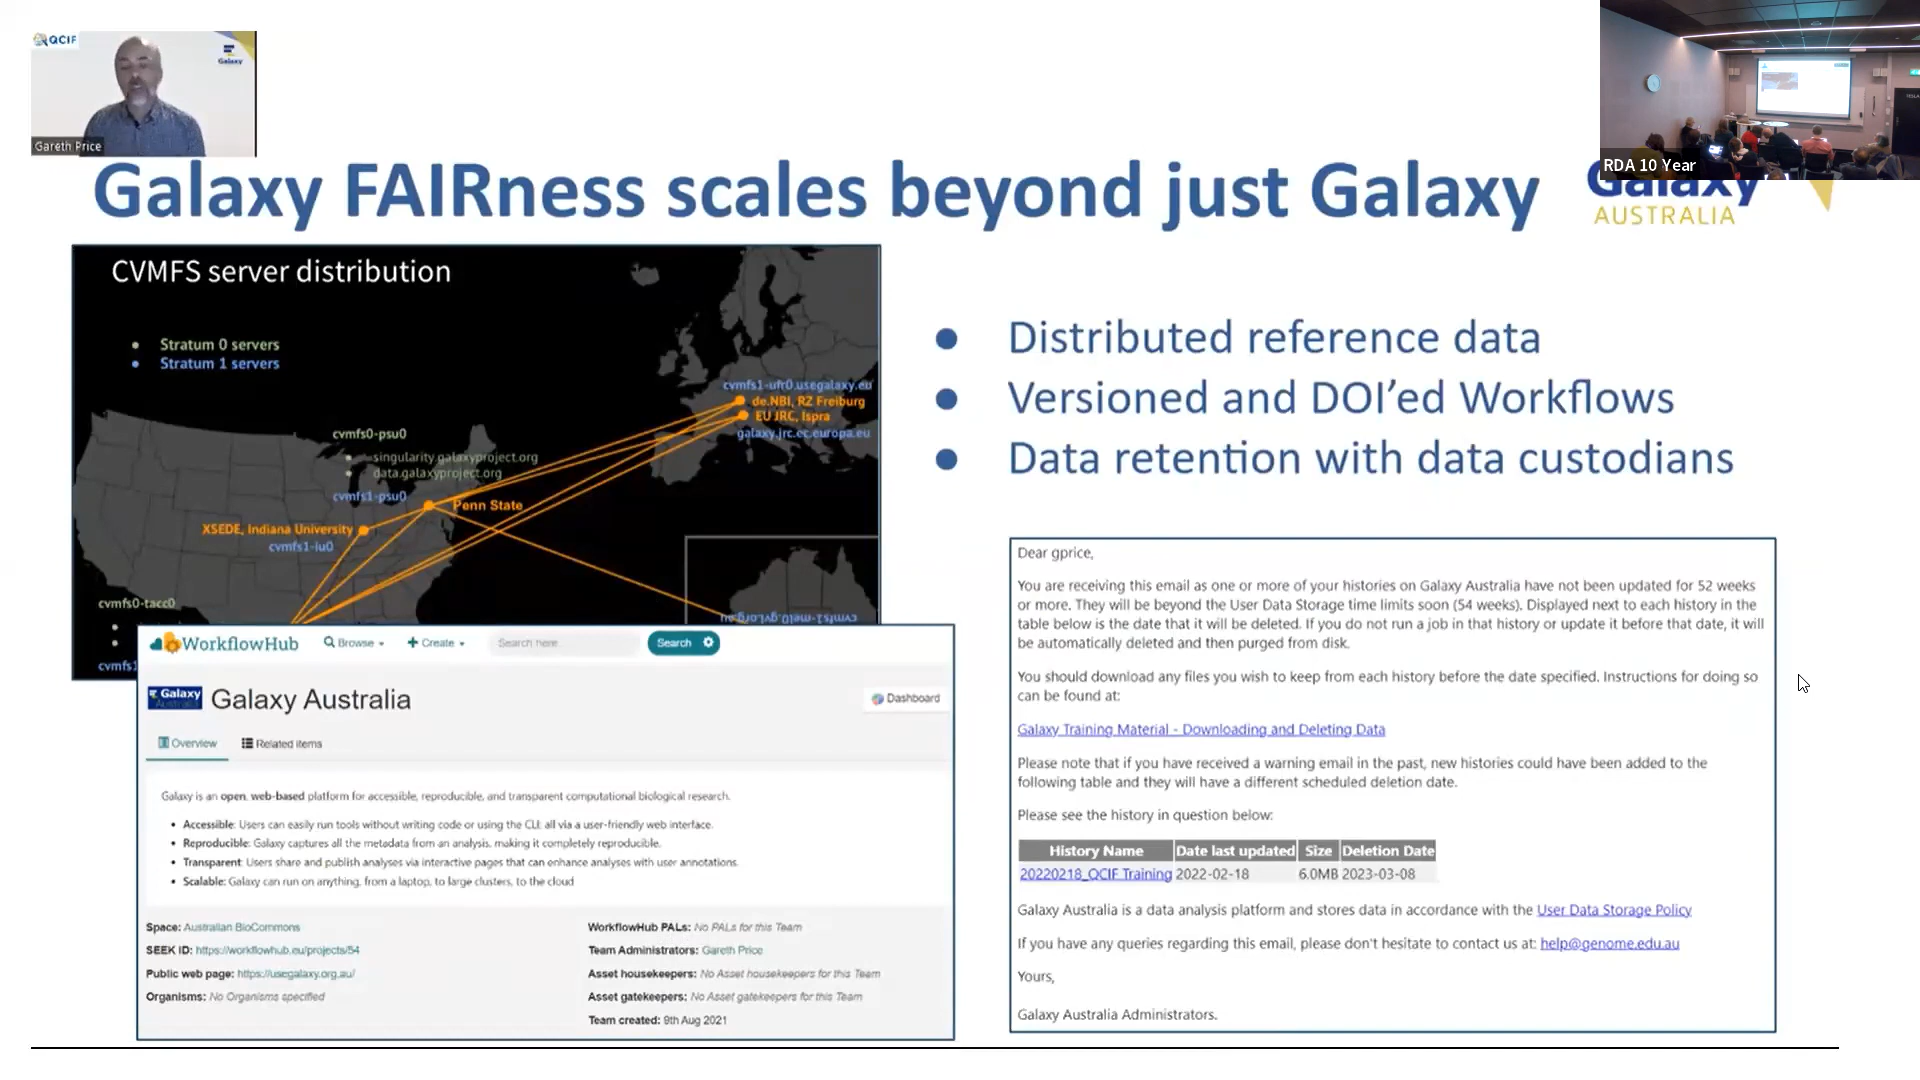 QCIF
Galaxy
Gareth Price
RDA 10 Year
Galaxy FAIRness scales beyond just Galaxy
Galaxy
AUSTRALIA
CVMFS server distribution
Stratum 0 servers
Stratum 1 servers
cvmfs1-ufr0.usegalaxy.eu
de.NBI, RZ Freiburg
EU JRC, Ispra
galaxy.jrc.ec.europa.eu
cvmfs0-psu0
singularity.galaxyproject.org
data.galaxyproject.org
cvmfs1-psu0
Penn State
XSEDE, Indiana University
cvmfs1-iu0
cvmfs0-tacc0
cvmfs1-mel0.gvl.org.au
cvmfs1
• Distributed reference data
• Versioned and DOI’ed Workflows
• Data retention with data custodians
WorkflowHub Browse Create Search here Search
Galaxy Australia Galaxy Australia Dashboard
Overview Related items
Galaxy is an open, web-based platform for accessible, reproducible, and transparent computational biological research.
• Accessible: Users can easily run tools without writing code or using the CLI; all via a user-friendly web interface.
• Reproducible: Galaxy captures all the metadata from an analysis, making it completely reproducible.
• Transparent: Users share and publish analyses via interactive pages that can enhance analyses with user annotations.
• Scalable: Galaxy can run on anything, from a laptop, to large clusters, to the cloud
Space: Australian BioCommons
SEEK ID: https://workflowhub.eu/projects/54
Public web page: https://usegalaxy.org.au/
Organisms: No Organisms specified
WorkflowHub PALs: No PALs for this Team
Team Administrators: Gareth Price
Asset housekeepers: No Asset housekeepers for this Team
Asset gatekeepers: No Asset gatekeepers for this Team
Team created: 9th Aug 2021
Dear gprice,
You are receiving this email as one or more of your histories on Galaxy Australia have not been updated for 52 weeks
or more. They will be beyond the User Data Storage time limits soon (54 weeks). Displayed next to each history in the
table below is the date that it will be deleted. If you do not run a job in that history or update it before that date, it will
be automatically deleted and then purged from disk.
You should download any files you wish to keep from each history before the date specified. Instructions for doing so
can be found at:
Galaxy Training Material - Downloading and Deleting Data
Please note that if you have received a warning email in the past, new histories could have been added to the
following table and they will have a different scheduled deletion date.
Please see the history in question below:
History Name Date last updated Size Deletion Date
20220218_QCIF Training 2022-02-18 6.0MB 2023-03-08
Galaxy Australia is a data analysis platform and stores data in accordance with the User Data Storage Policy
If you have any queries regarding this email, please don't hesitate to contact us at: help@genome.edu.au
Yours,
Galaxy Australia Administrators.